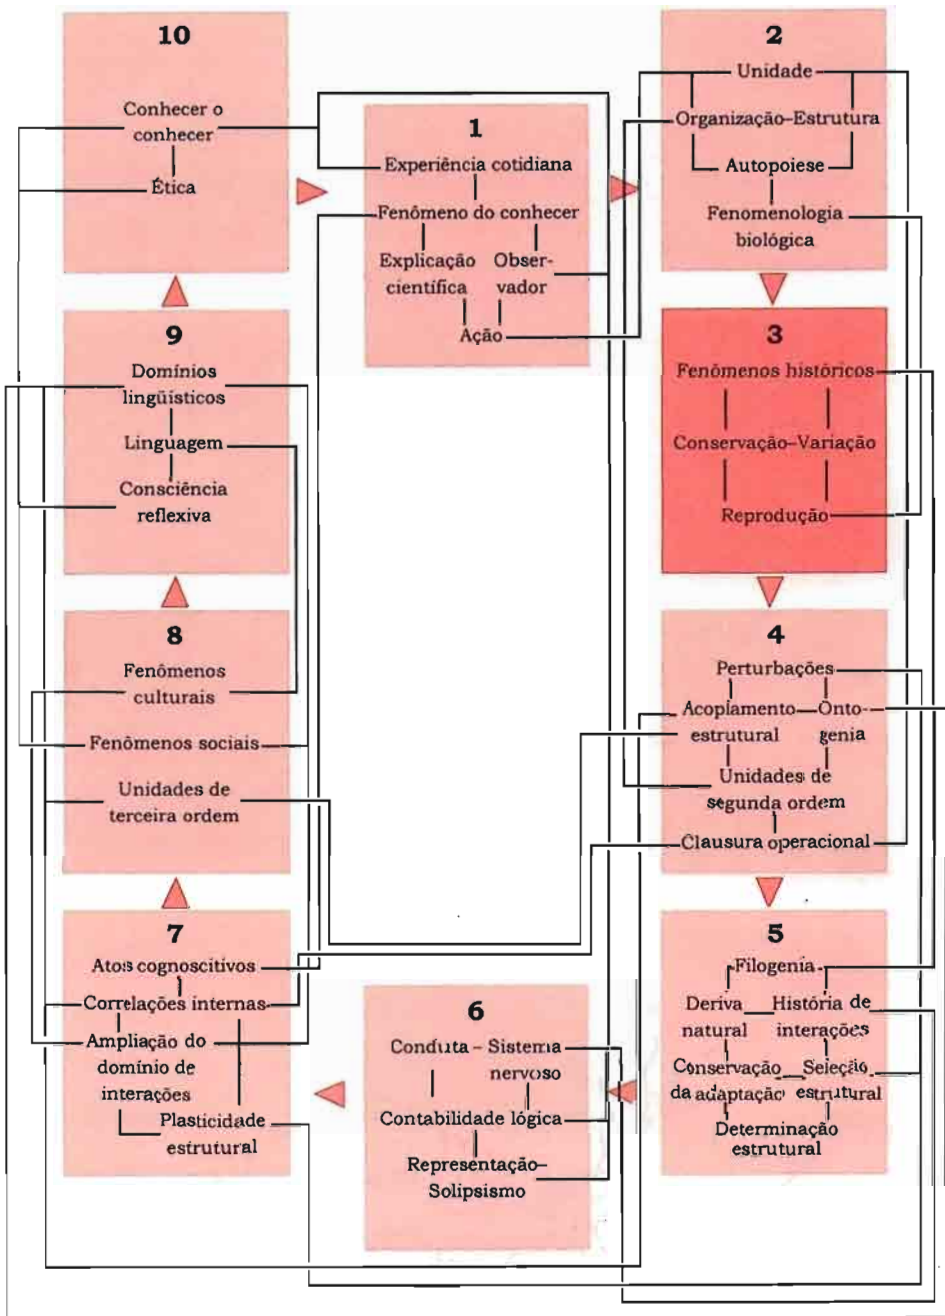 10
Conhecer o
conhecer
Ética
1
Experiência cotidiana
Fenômeno do conhecer
Explicação Obser-
científica vador
Ação
2
Unidade
Organização–Estrutura
Autopoiese
Fenomenologia
biológica
3
Fenômenos históricos
Conservação–Variação
Reprodução
4
Perturbações
Acoplamento Onto-
estrutural genia
Unidades de
segunda ordem
Clausura operacional
5
Filogenia
Deriva História de
natural interações
Conservação Seleção
da adaptação estrutural
Determinação
estrutural
6
Conduta – Sistema
nervoso
Contabilidade lógica
Representação–
Solipsismo
7
Atos cognoscitivos
Correlações internas
Ampliação do
domínio de
interações
Plasticidade
estrutural
8
Fenômenos
culturais
Fenômenos sociais
Unidades de
terceira ordem
9
Domínios
lingüísticos
Linguagem
Consciência
reflexiva